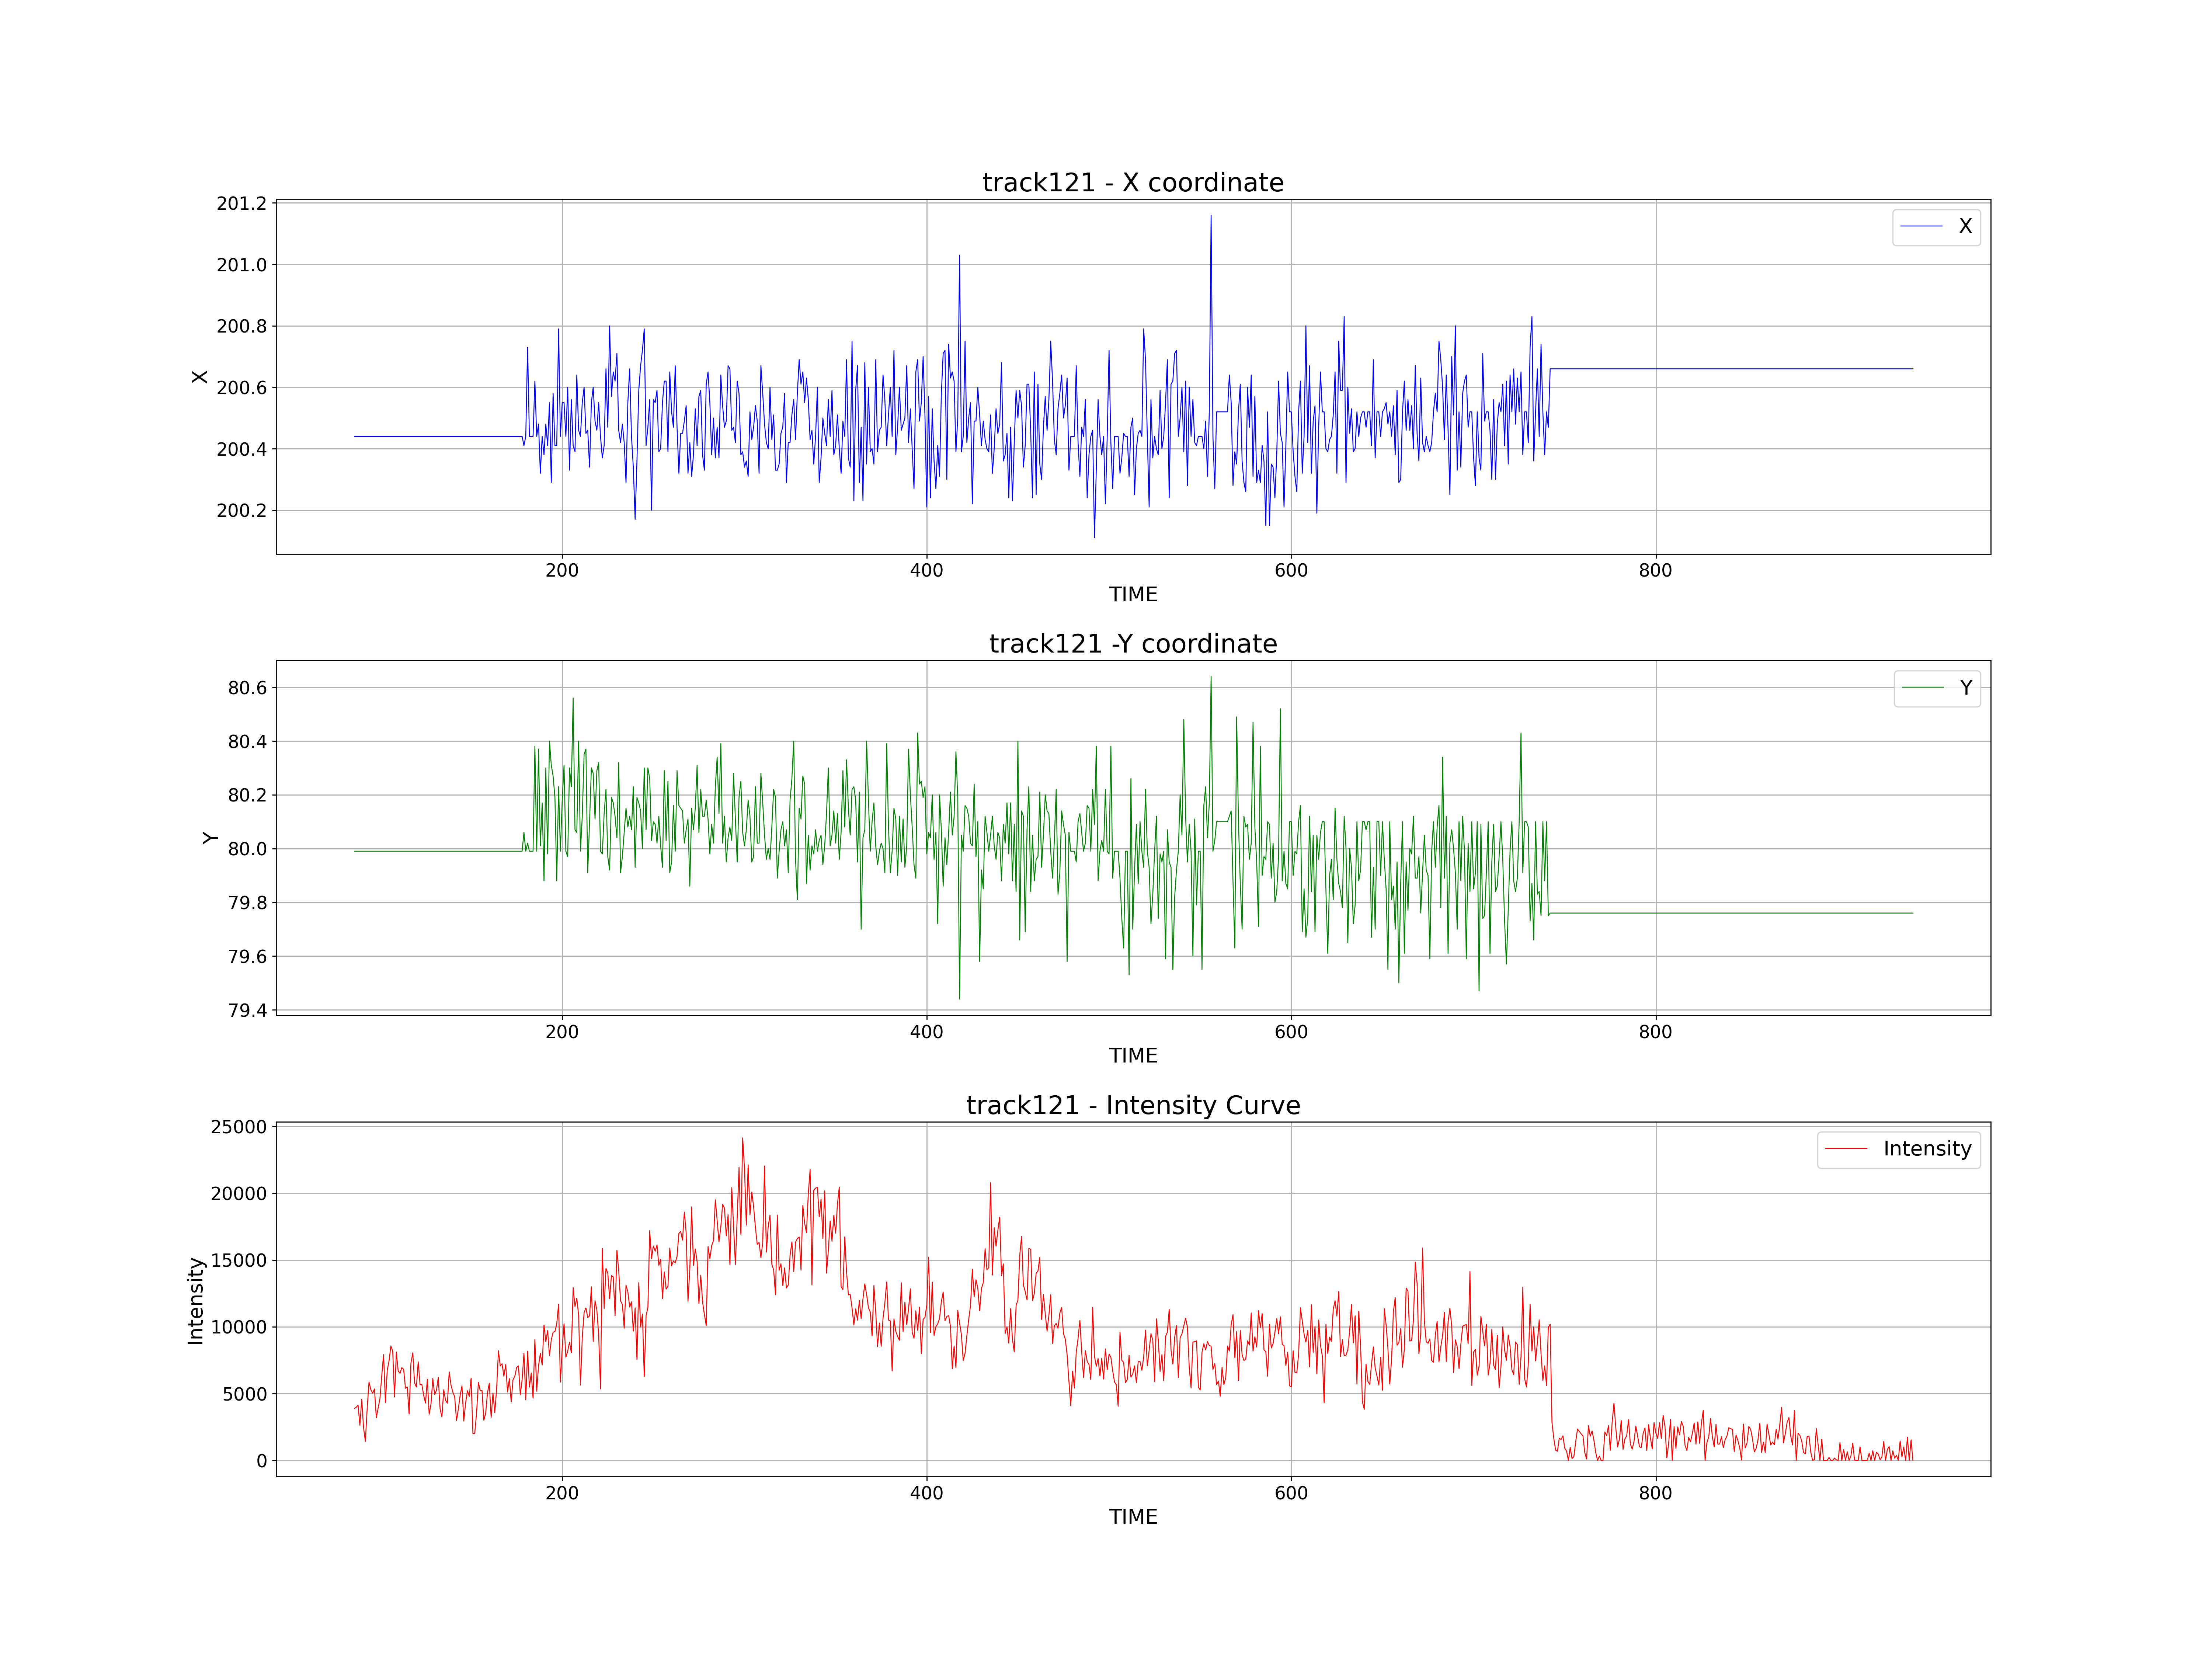 track121 - X coordinate
201.2
201.0
200.8
200.6
200.4
200.2
X
X
200 400 600 800
TIME
track121 -Y coordinate
80.6
80.4
80.2
80.0
79.8
79.6
79.4
Y
Y
200 400 600 800
TIME
track121 - Intensity Curve
25000
20000
15000
10000
5000
0
Intensity
Intensity
200 400 600 800
TIME